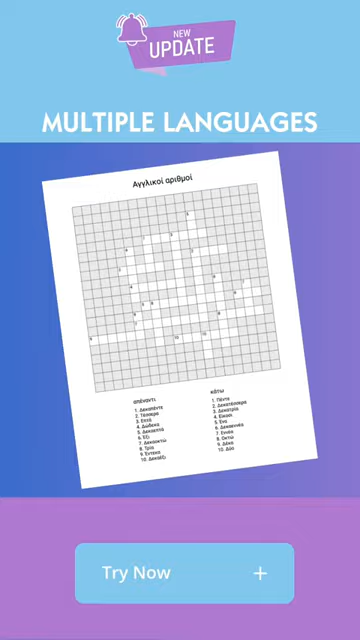 NEW
UPDATE
MULTIPLE LANGUAGES
Αγγλικοί αριθμοί
απέναντι
1. Δεκαπέντε
2. Τέσσερα
3. Επτά
4. Δώδεκα
5. Δεκαεπτά
6. Έξι
7. Δεκαοκτώ
8. Τρία
9. Έντεκα
10. Δεκαέξι
κάτω
1. Πέντε
2. Δεκατέσσερα
3. Δεκατρία
4. Είκοσι
5. Ένα
6. Δεκαεννέα
7. Εννέα
8. Οκτώ
9. Δέκα
10. Δύο
Try Now +